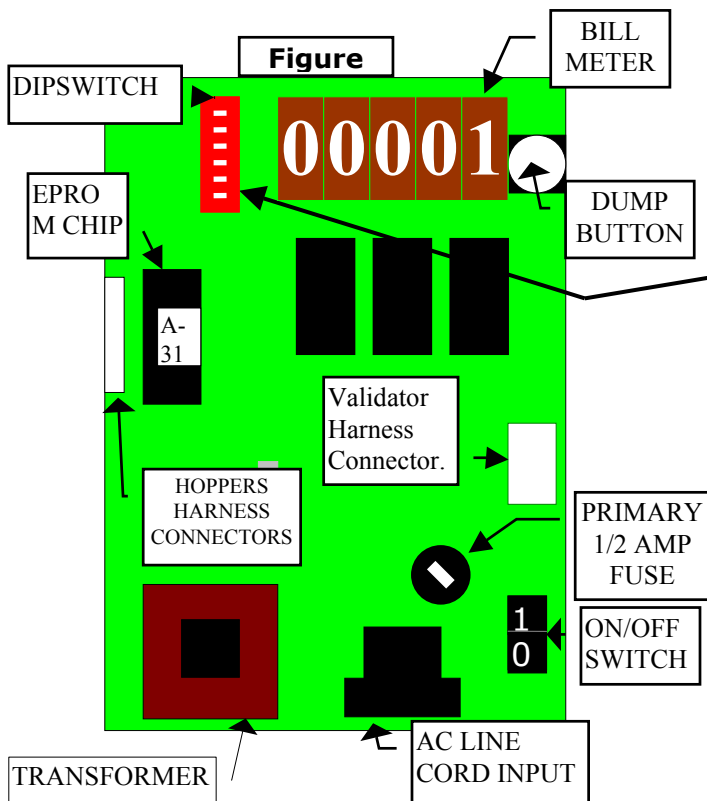 Figure
BILL
METER
DIPSWITCH
00001
EPRO
M CHIP
DUMP
BUTTON
A-
31
Validator
Harness
Connector.
HOPPERS
HARNESS
CONNECTORS
PRIMARY
1/2 AMP
FUSE
1
0
ON/OFF
SWITCH
AC LINE
CORD INPUT
TRANSFORMER